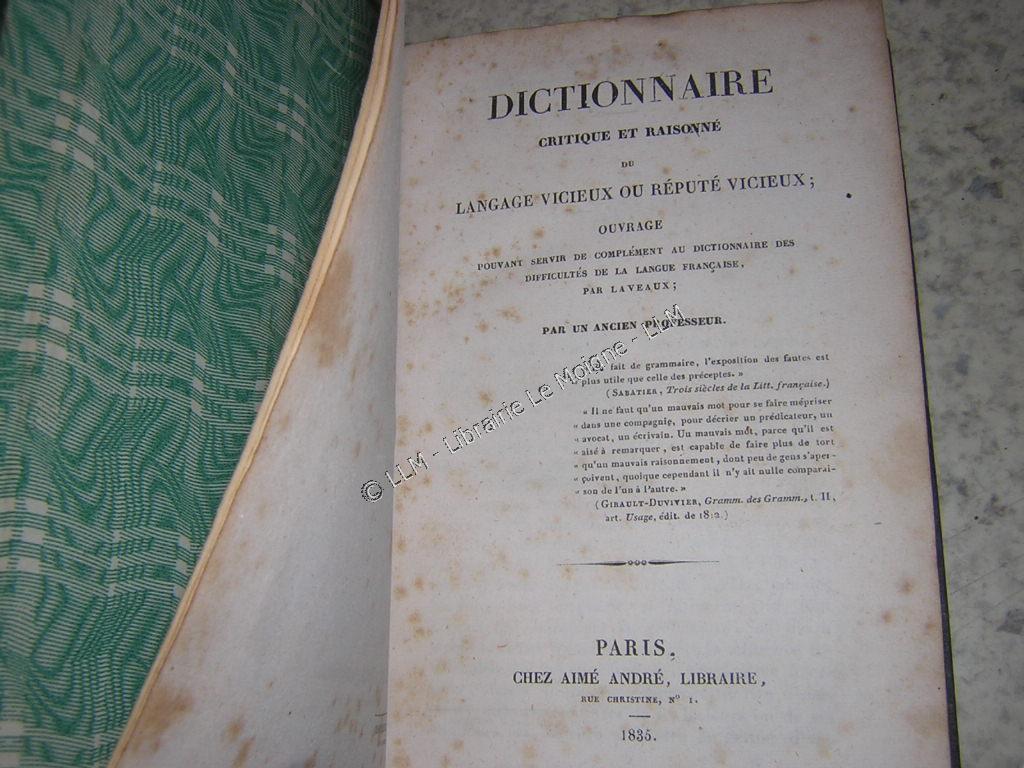 DICTIONNAIRE
CRITIQUE ET RAISONNÉ
DU
LANGAGE VICIEUX OU RÉPUTÉ VICIEUX;
OUVRAGE
POUVANT SERVIR DE COMPLÉMENT AU DICTIONNAIRE DES
DIFFICULTÉS DE LA LANGUE FRANÇAISE,
PAR LAVEAUX;
PAR UN ANCIEN PROFESSEUR.
fait de grammaire, l'exposition des fautes est
« plus utile que celle des préceptes. »
(SABATIER, Trois siècles de la Litt. française.)
« Il ne faut qu'un mauvais mot pour se faire mépriser
« dans une compagnie, pour décrier un prédicateur, un
« avocat, un écrivain. Un mauvais mot, parce qu'il est
« aisé à remarquer, est capable de faire plus de tort
« qu'un mauvais raisonnement, dont peu de gens s'aper-
« çoivent, quoique cependant il n'y ait nulle comparai-
« son de l'un à l'autre. »
(GIRAULT-DUVIVIER, Gramm. des Gramm., t. II,
art. Usage, édit. de
PARIS,
CHEZ AIMÉ ANDRÉ, LIBRAIRE,
RUE CHRISTINE, N° 1.
1835.
© LLM - Librairie Le Moigne - LLM